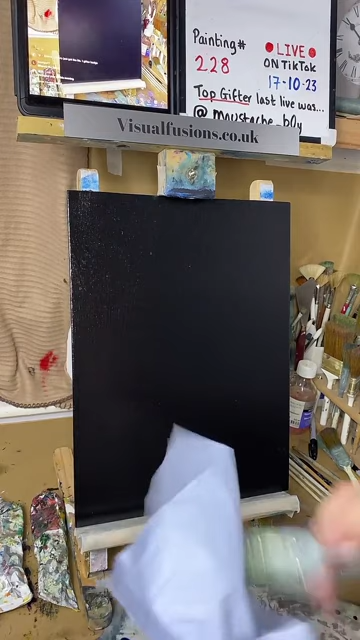 Painting#
228
LIVE
ON TikTok
17-10-23
Top Gifter last live was...
@ moustache_b0y
Visualfusions.co.uk